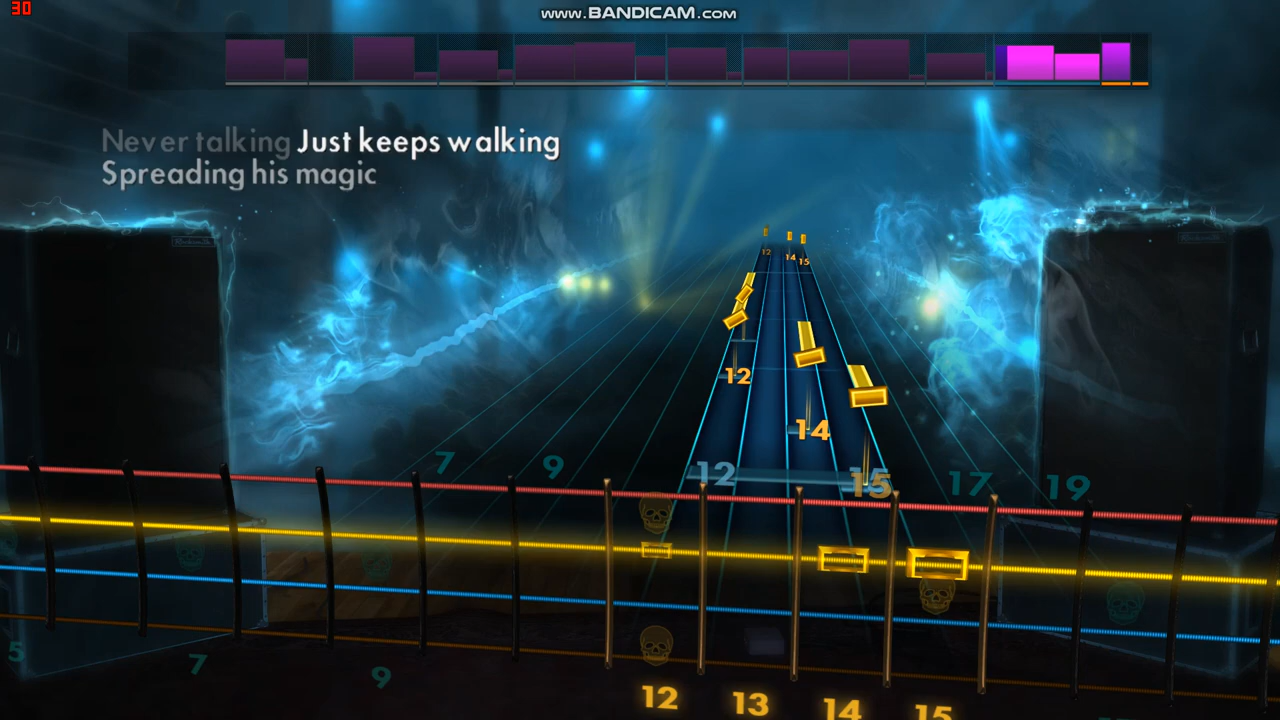 30
www.BANDICAM.com
Never talking Just keeps walking
Spreading his magic
12 14 15
12
14
7 9 12 15 17 19
5 7 9
12 13 14 15